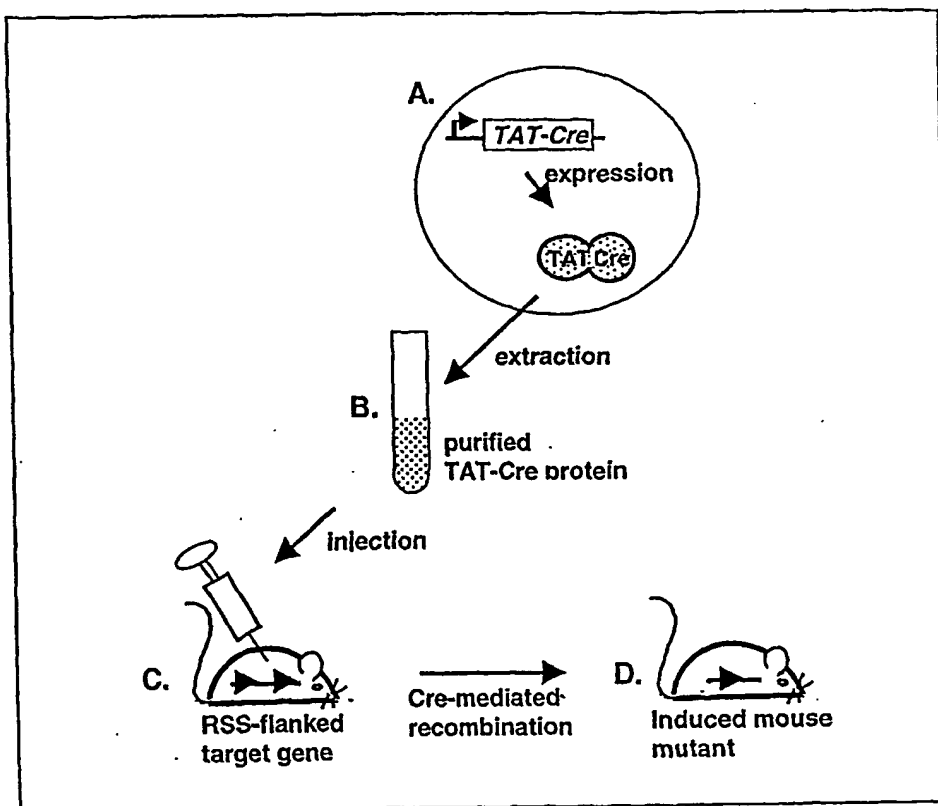 A.
TAT-Cre
expression
TAT Cre
extraction
B.
purified
TAT-Cre protein
injection
C.
RSS-flanked
target gene
Cre-mediated
recombination
D.
Induced mouse
mutant